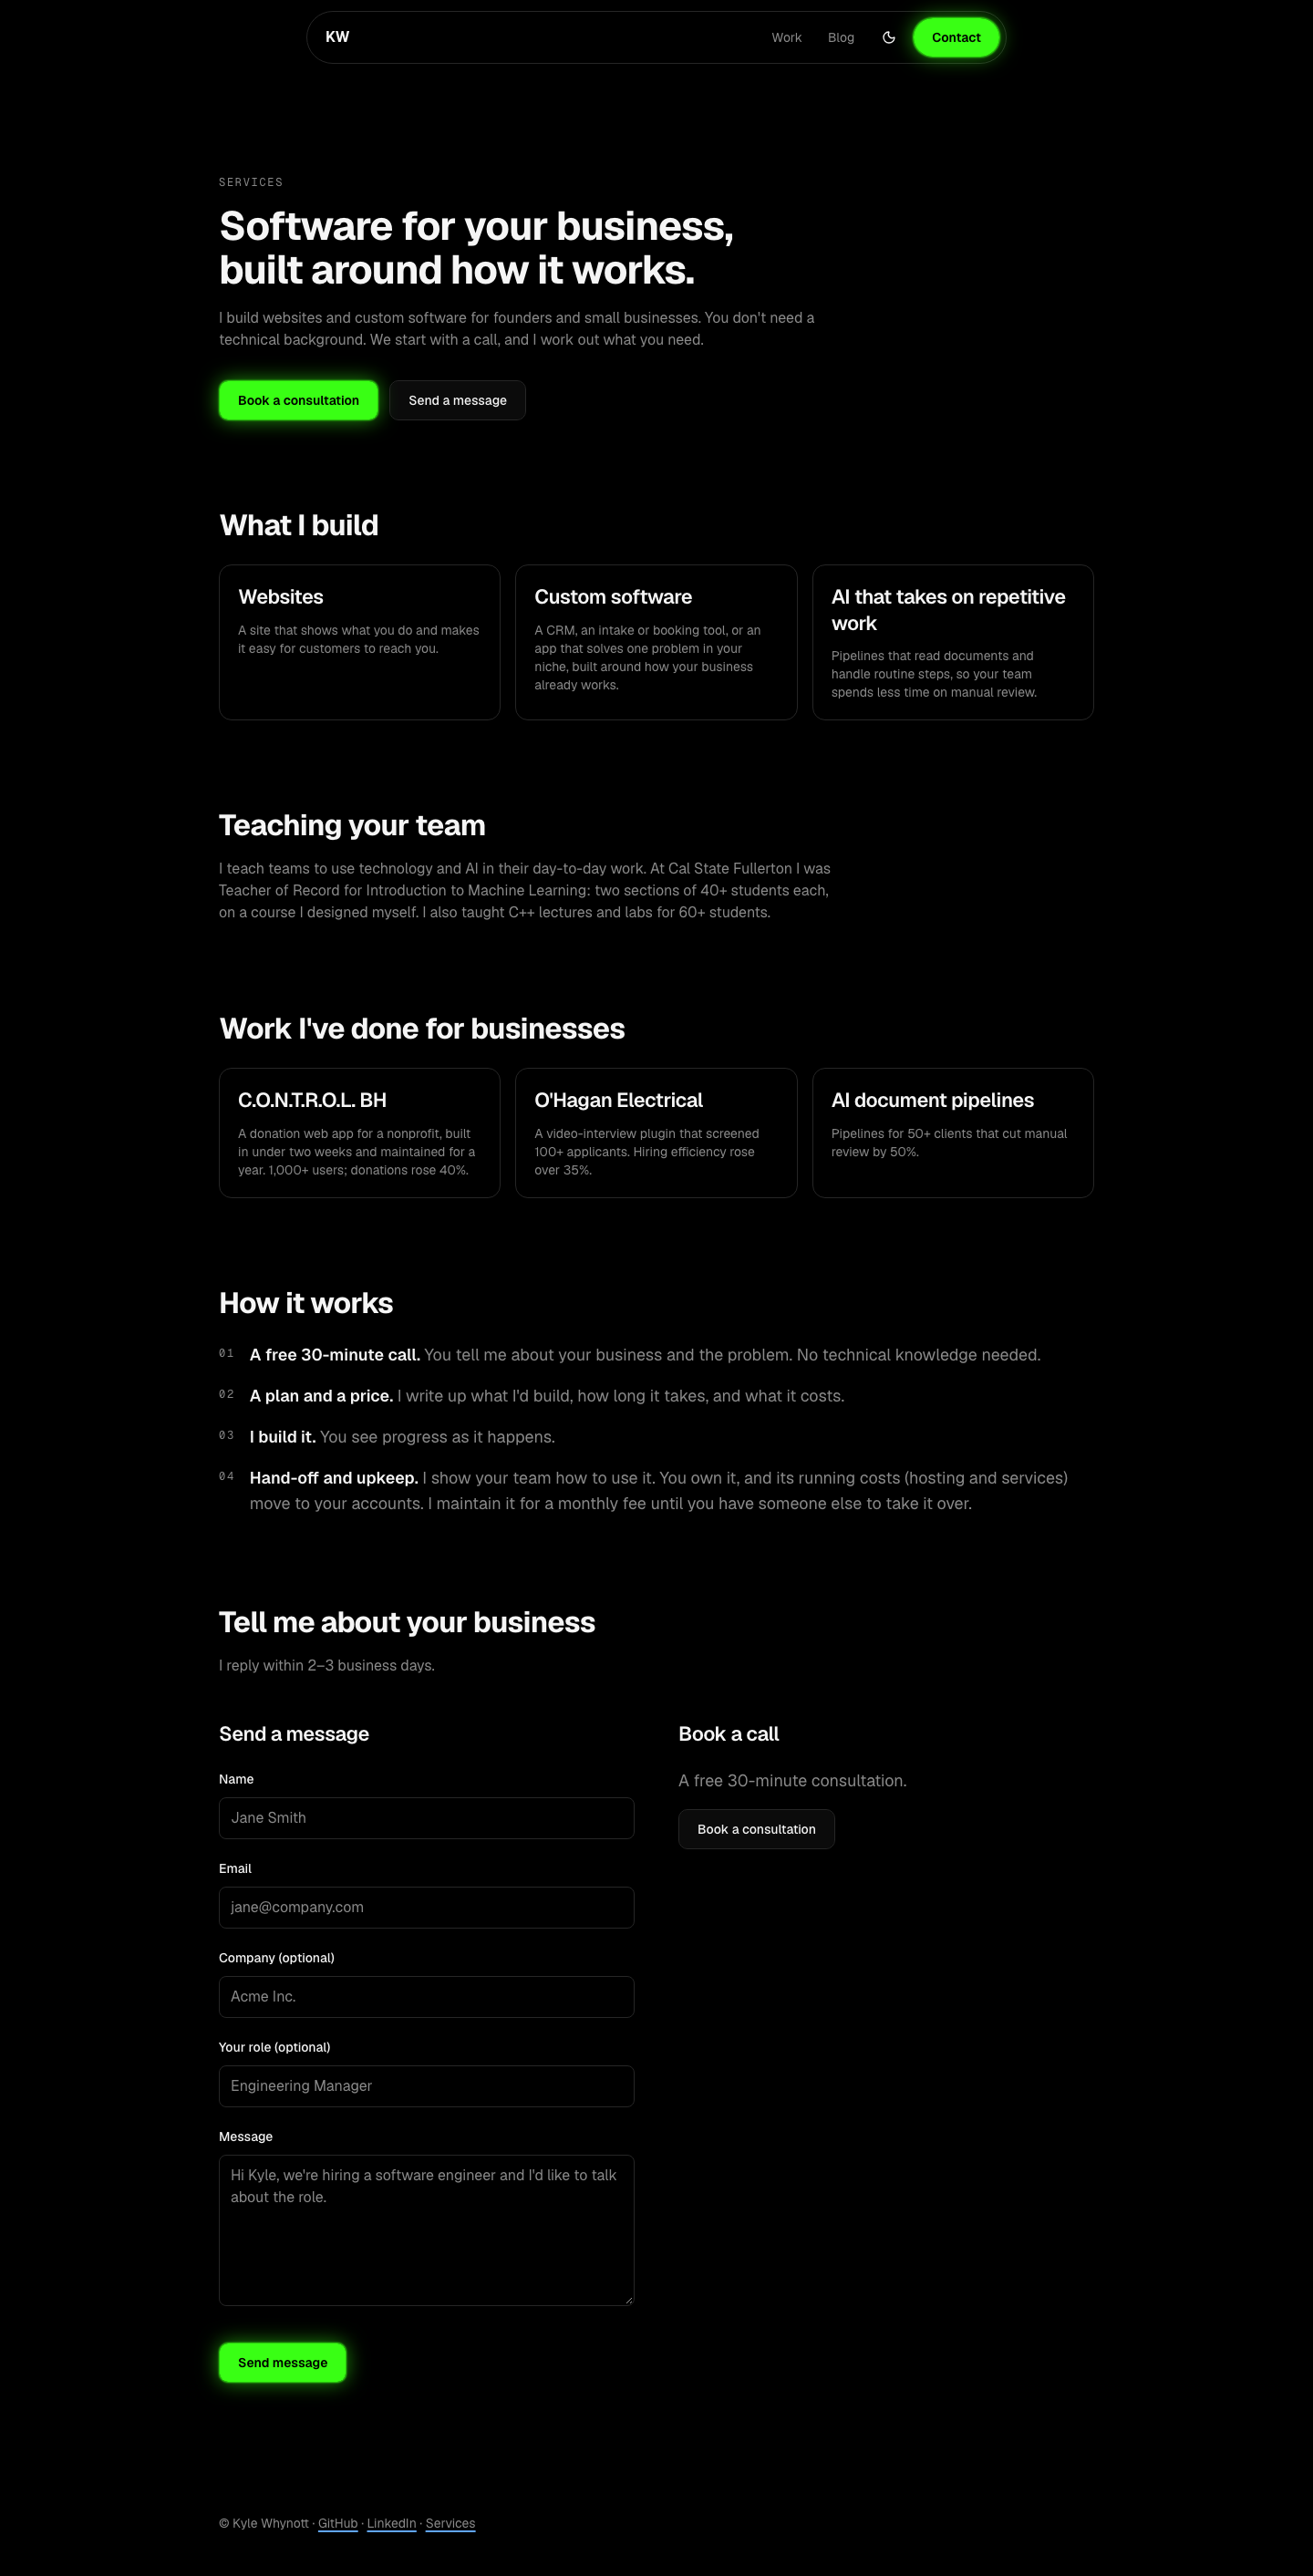 KW
Work
Blog
Contact
SERVICES
Software for your business,
built around how it works.
I build websites and custom software for founders and small businesses. You don't need a
technical background. We start with a call, and I work out what you need.
Book a consultation
Send a message
What I build
Websites
A site that shows what you do and makes
it easy for customers to reach you.
Custom software
A CRM, an intake or booking tool, or an
app that solves one problem in your
niche, built around how your business
already works.
AI that takes on repetitive
work
Pipelines that read documents and
handle routine steps, so your team
spends less time on manual review.
Teaching your team
I teach teams to use technology and AI in their day-to-day work. At Cal State Fullerton I was
Teacher of Record for Introduction to Machine Learning: two sections of 40+ students each,
on a course I designed myself. I also taught C++ lectures and labs for 60+ students.
Work I've done for businesses
C.O.N.T.R.O.L. BH
A donation web app for a nonprofit, built
in under two weeks and maintained for a
year. 1,000+ users; donations rose 40%.
O'Hagan Electrical
A video-interview plugin that screened
100+ applicants. Hiring efficiency rose
over 35%.
AI document pipelines
Pipelines for 50+ clients that cut manual
review by 50%.
How it works
01 A free 30-minute call. You tell me about your business and the problem. No technical knowledge needed.
02 A plan and a price. I write up what I'd build, how long it takes, and what it costs.
03 I build it. You see progress as it happens.
04 Hand-off and upkeep. I show your team how to use it. You own it, and its running costs (hosting and services)
move to your accounts. I maintain it for a monthly fee until you have someone else to take it over.
Tell me about your business
I reply within 2–3 business days.
Send a message
Name
Jane Smith
Email
jane@company.com
Company (optional)
Acme Inc.
Your role (optional)
Engineering Manager
Message
Hi Kyle, we're hiring a software engineer and I'd like to talk
about the role.
Send message
Book a call
A free 30-minute consultation.
Book a consultation
© Kyle Whynott · GitHub · LinkedIn · Services